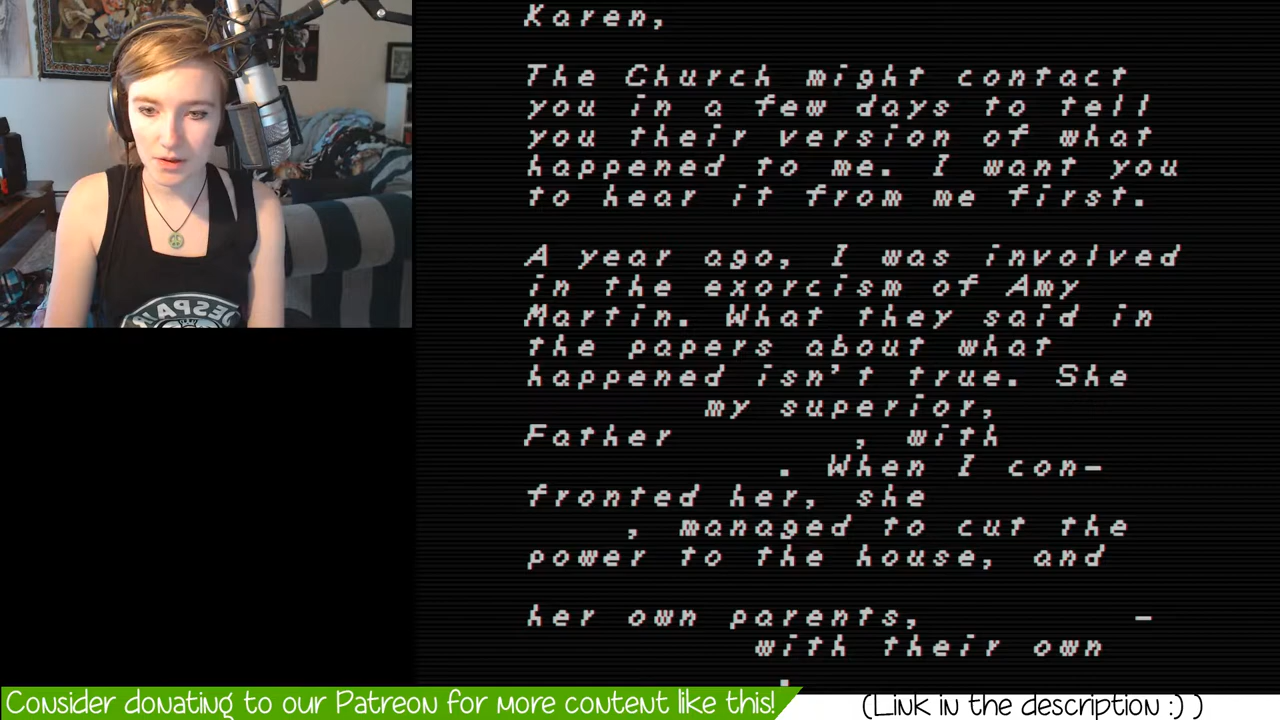 Karen,
The Church might contact
you in a few days to tell
you their version of what
happened to me. I want you
to hear it from me first.
A year ago, I was involved
in the exorcism of Amy
Martin. What they said in
the papers about what
happened isn't true. She
my superior,
Father , with
. When I con-
fronted her, she
, managed to cut the
power to the house, and
her own parents, -
with their own
.
DESPAIR
Consider donating to our Patreon for more content like this!
(Link in the description :) )